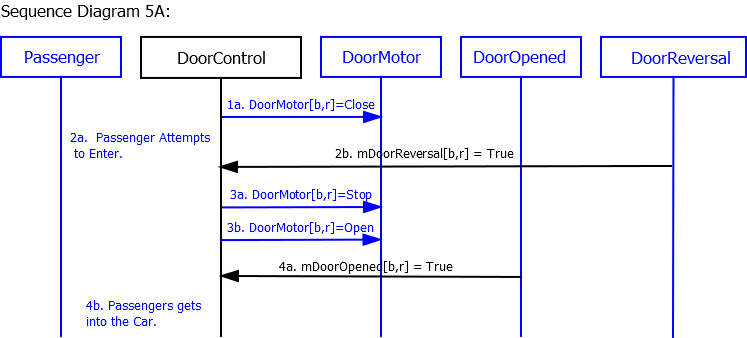 Sequence Diagram 5A:
Passenger
DoorControl
DoorMotor
DoorOpened
DoorReversal
1a. DoorMotor[b,r]=Close
2a.  Passenger Attempts
to Enter.
2b. mDoorReversal[b,r] = True
3a. DoorMotor[b,r]=Stop
3b. DoorMotor[b,r]=Open
4a. mDoorOpened[b,r] = True
4b. Passengers gets
into the Car.